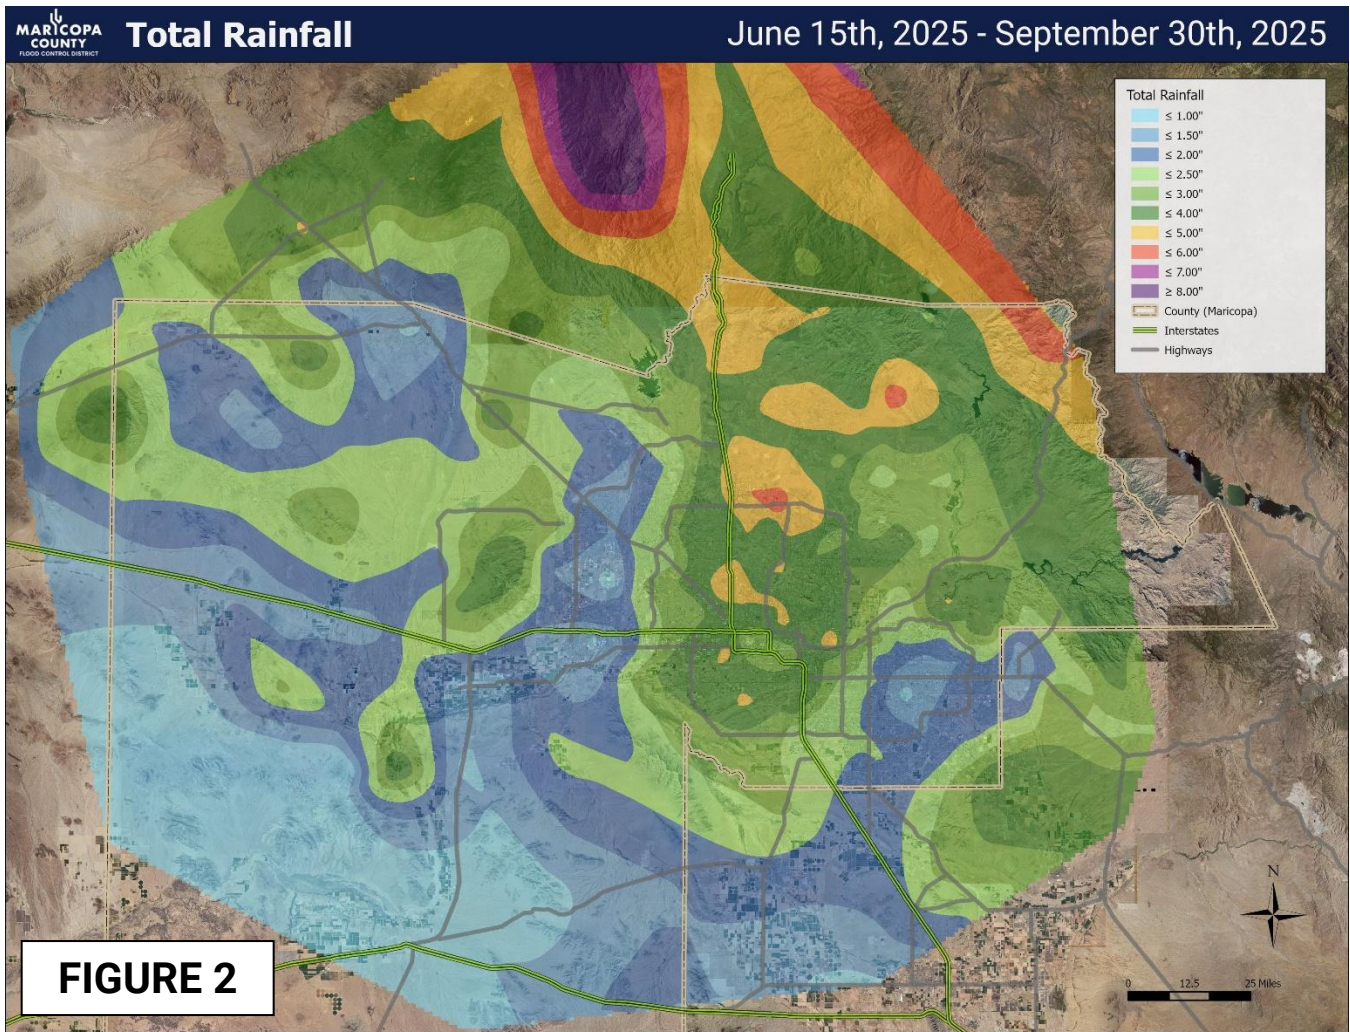 MARICOPA
COUNTY
FLOOD CONTROL DISTRICT
Total Rainfall
June 15th, 2025 - September 30th, 2025
Total Rainfall
≤ 1.00"
≤ 1.50"
≤ 2.00"
≤ 2.50"
≤ 3.00"
≤ 4.00"
≤ 5.00"
≤ 6.00"
≤ 7.00"
≥ 8.00"
County (Maricopa)
Interstates
Highways
N
0 12.5 25 Miles
FIGURE 2